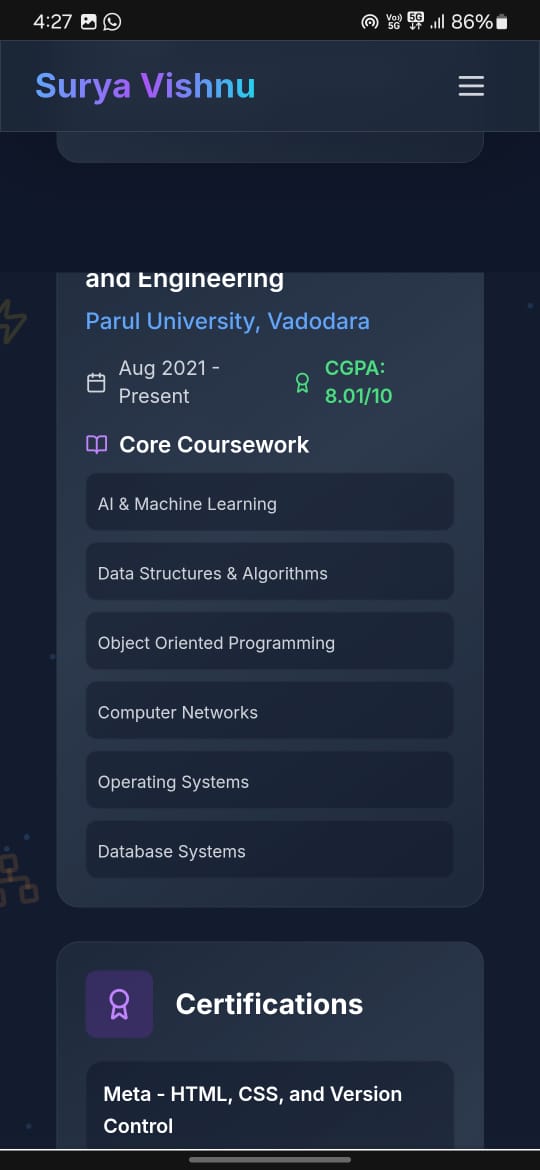 4:27
Vo)) 5G
5G
86%
Surya Vishnu
and Engineering
Parul University, Vadodara
Aug 2021 -
Present
CGPA:
8.01/10
Core Coursework
AI & Machine Learning
Data Structures & Algorithms
Object Oriented Programming
Computer Networks
Operating Systems
Database Systems
Certifications
Meta - HTML, CSS, and Version
Control